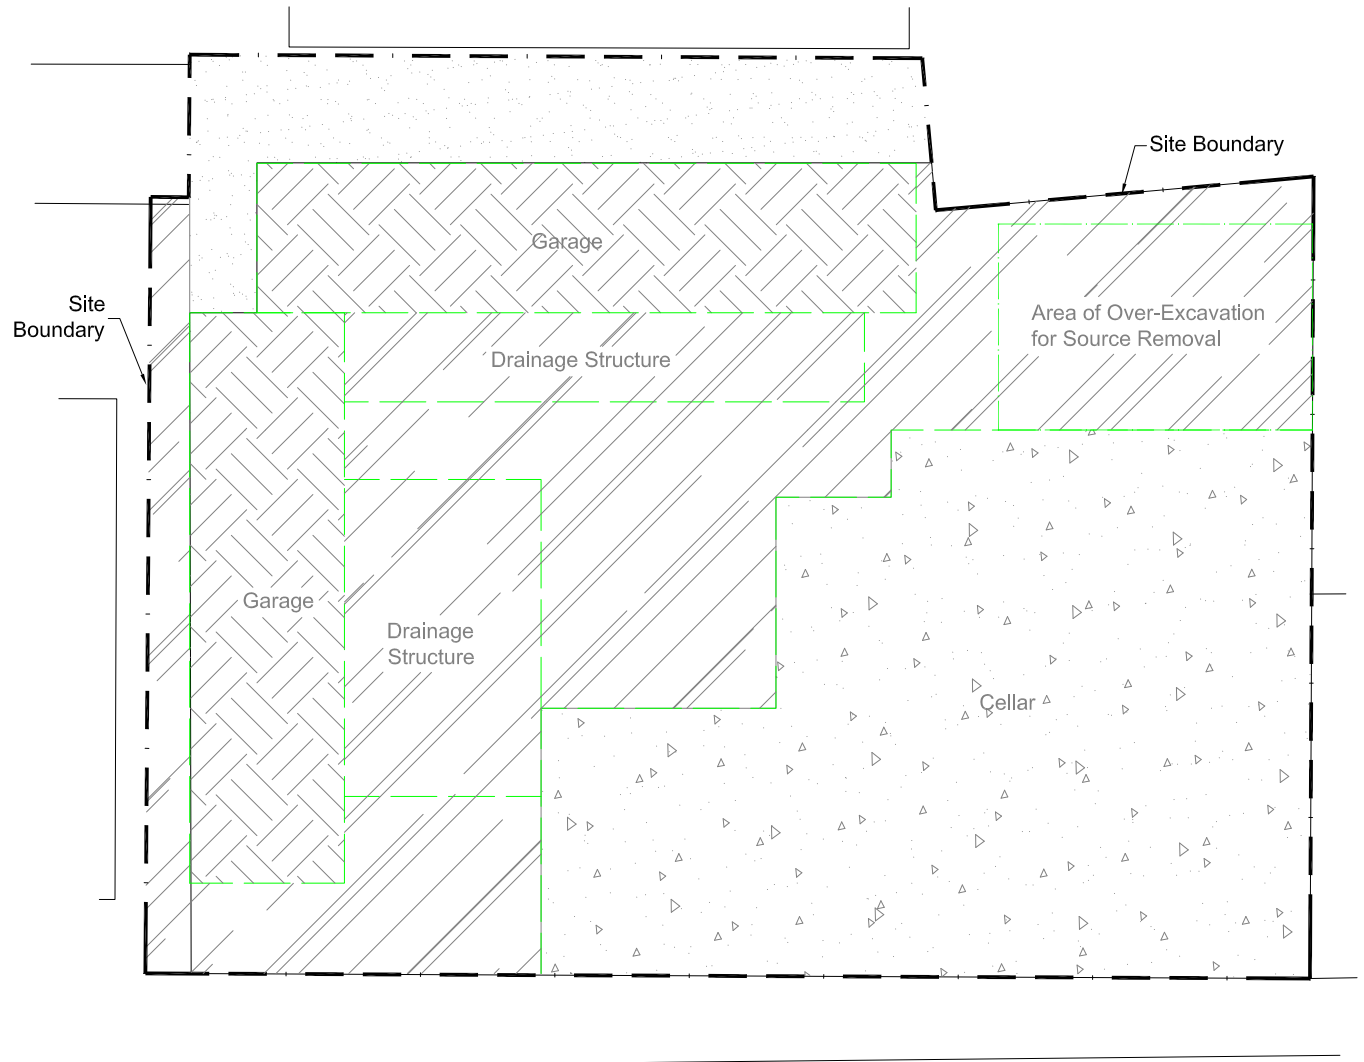 Site Boundary
Garage
Site
Boundary
Area of Over-Excavation
for Source Removal
Drainage Structure
Garage
Drainage
Structure
Cellar